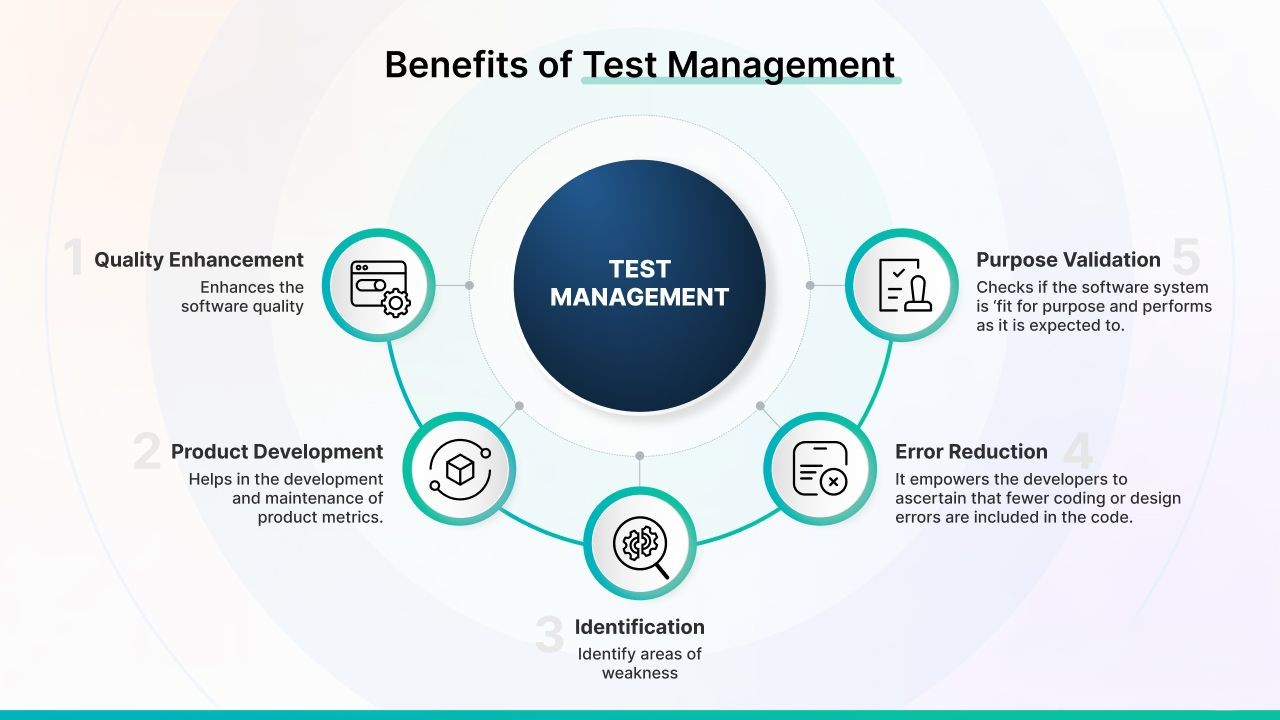 Benefits of Test Management
TEST
MANAGEMENT
1
Quality Enhancement
Enhances the
software quality
2
Product Development
Helps in the development
and maintenance of
product metrics.
3
Identification
Identify areas of
weakness
4
Error Reduction
It empowers the developers to
ascertain that fewer coding or design
errors are included in the code.
5
Purpose Validation
Checks if the software system
is ‘fit for purpose and performs
as it is expected to.